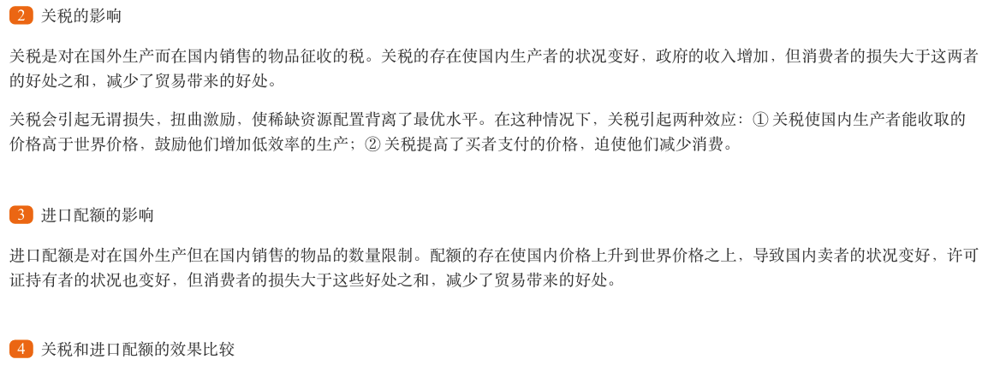 2 关税的影响
关税是对在国外生产而在国内销售的物品征收的税。关税的存在使国内生产者的状况变好，政府的收入增加，但消费者的损失大于这两者
的好处之和，减少了贸易带来的好处。
关税会引起无谓损失，扭曲激励，使稀缺资源配置背离了最优水平。在这种情况下，关税引起两种效应：① 关税使国内生产者能收取的
价格高于世界价格，鼓励他们增加低效率的生产；② 关税提高了买者支付的价格，迫使他们减少消费。
3 进口配额的影响
进口配额是对在国外生产但在国内销售的物品的数量限制。配额的存在使国内价格上升到世界价格之上，导致国内卖者的状况变好，许可
证持有者的状况也变好，但消费者的损失大于这些好处之和，减少了贸易带来的好处。
4 关税和进口配额的效果比较